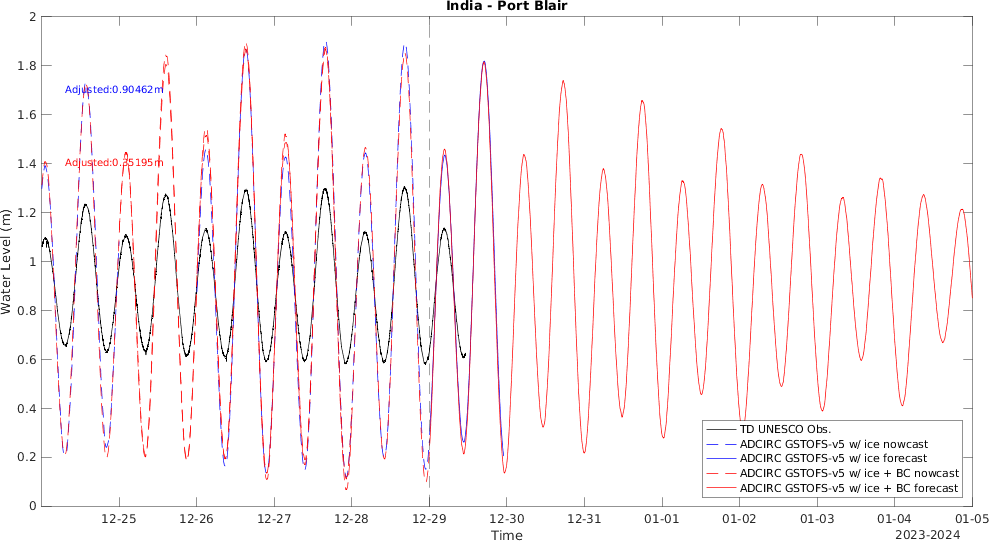 India - Port Blair
2
1.8
1.6
1.4
1.2
1
0.8
0.6
0.4
0.2
0
Water Level (m)
Adjusted:0.90462m
Adjusted:0.35195m
TD UNESCO Obs.
ADCIRC GSTOFS-v5 w/ ice nowcast
ADCIRC GSTOFS-v5 w/ ice forecast
ADCIRC GSTOFS-v5 w/ ice + BC nowcast
ADCIRC GSTOFS-v5 w/ ice + BC forecast
12-25 12-26 12-27 12-28 12-29 12-30 12-31 01-01 01-02 01-03 01-04 01-05
Time
2023-2024